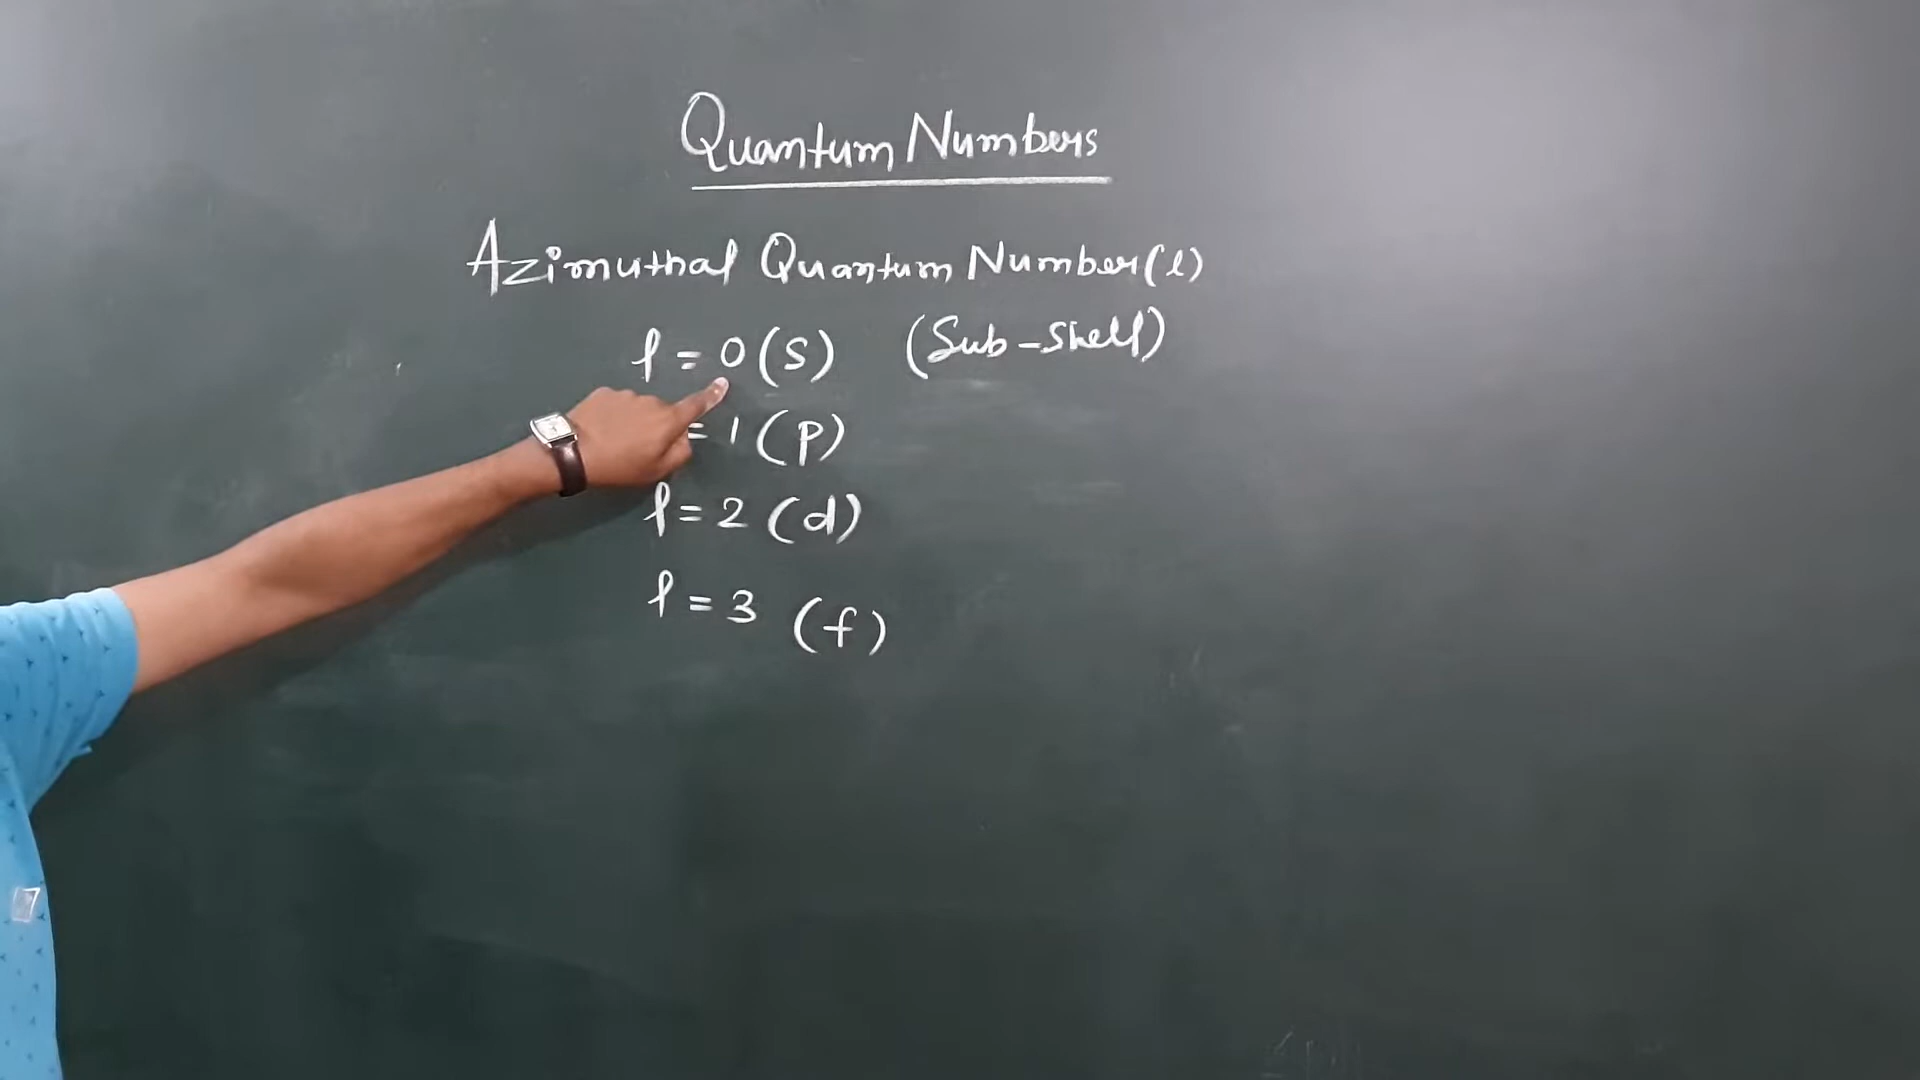 Quantum Numbers
Azimuthal Quantum Number(l)
l = 0 (s) (Sub-shell)
= 1 (p)
l = 2 (d)
l = 3 (f)